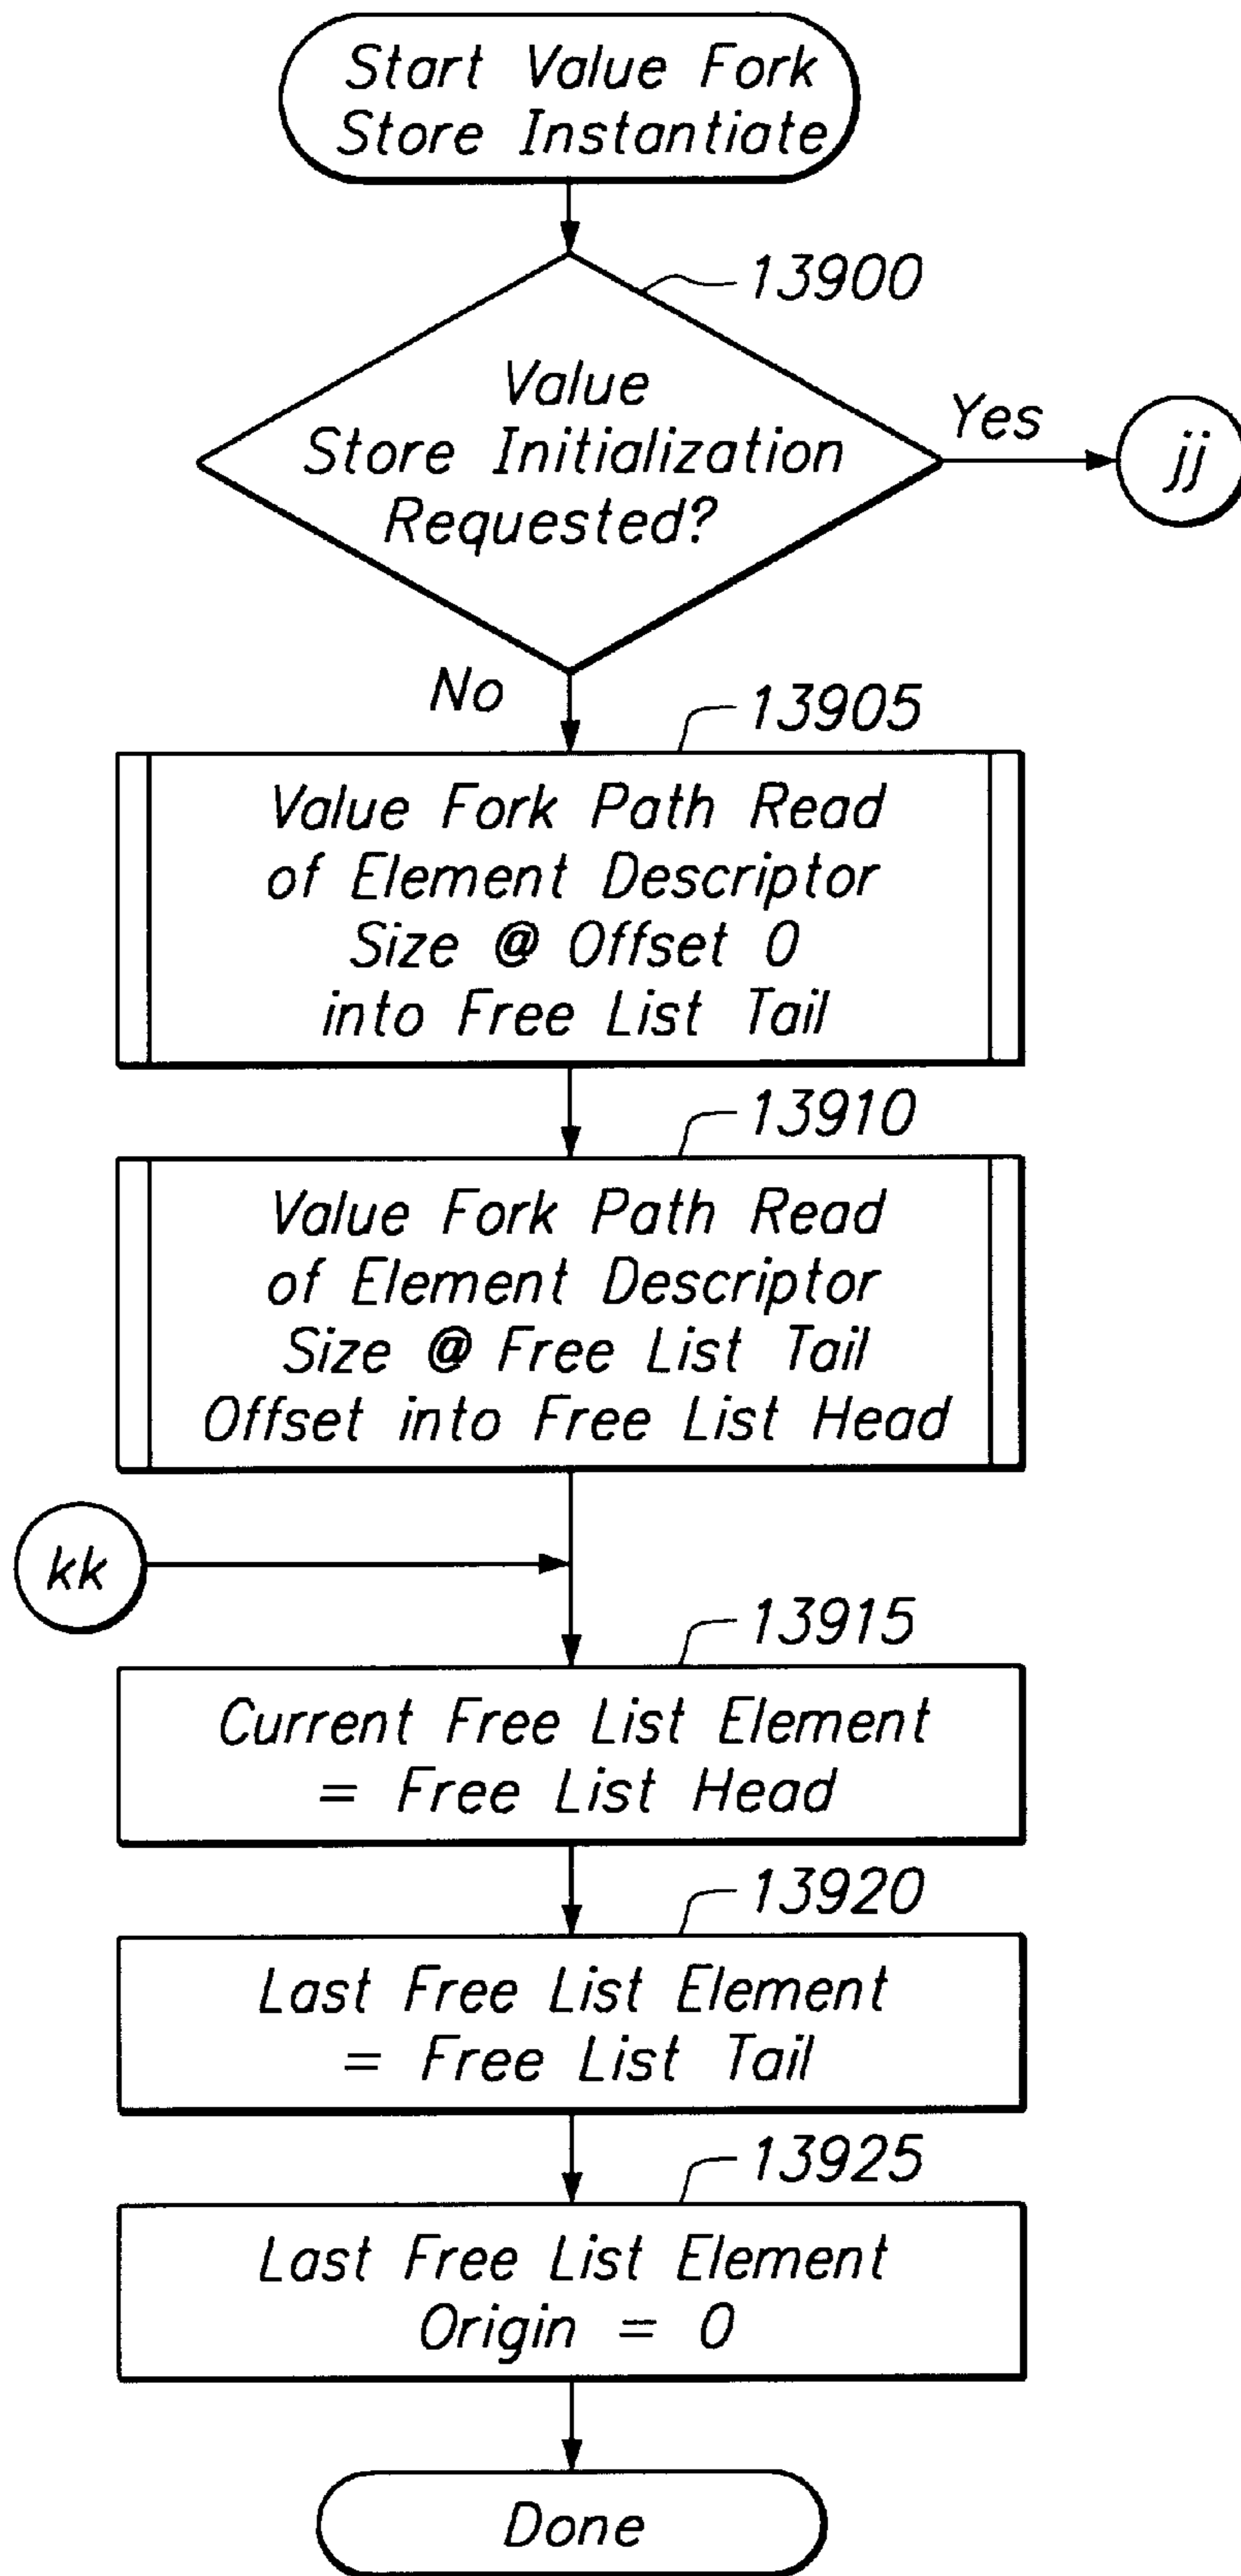 Start Value Fork
Store Instantiate
13900
Value
Store Initialization
Requested?
Yes
jj
No
13905
Value Fork Path Read
of Element Descriptor
Size @ Offset 0
into Free List Tail
13910
Value Fork Path Read
of Element Descriptor
Size @ Free List Tail
Offset into Free List Head
kk
13915
Current Free List Element
= Free List Head
13920
Last Free List Element
= Free List Tail
13925
Last Free List Element
Origin = 0
Done